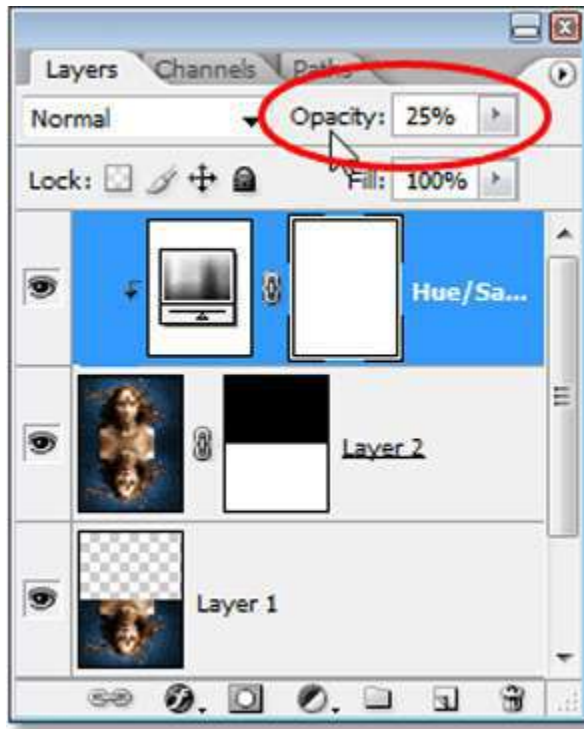 Layers Channels Paths
Normal Opacity: 25%
Lock: Fill: 100%
Hue/Sa...
Layer 2
Layer 1